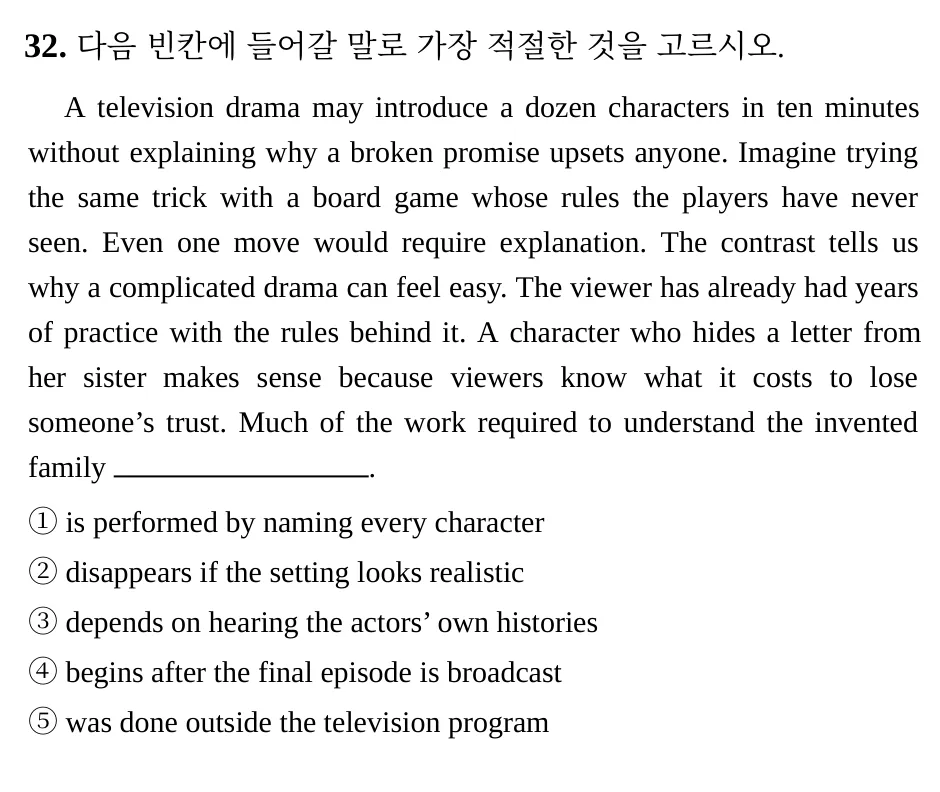 32. 다음 빈칸에 들어갈 말로 가장 적절한 것을 고르시오.
A television drama may introduce a dozen characters in ten minutes
without explaining why a broken promise upsets anyone. Imagine trying
the same trick with a board game whose rules the players have never
seen. Even one move would require explanation. The contrast tells us
why a complicated drama can feel easy. The viewer has already had years
of practice with the rules behind it. A character who hides a letter from
her sister makes sense because viewers know what it costs to lose
someone’s trust. Much of the work required to understand the invented
family ________________.
① is performed by naming every character
② disappears if the setting looks realistic
③ depends on hearing the actors’ own histories
④ begins after the final episode is broadcast
⑤ was done outside the television program